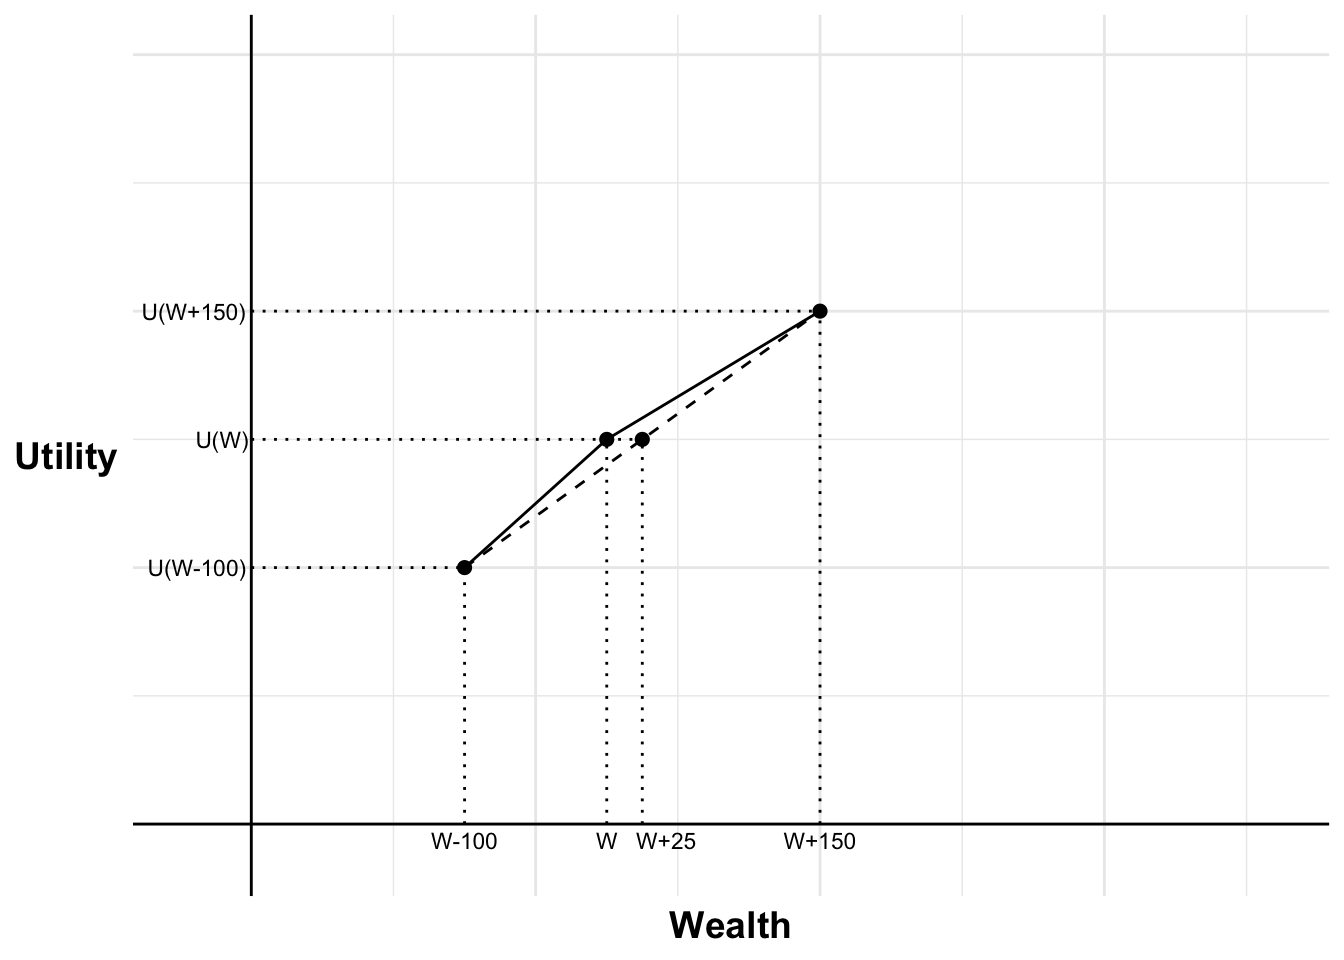 U(W+150)
U(W)
Utility
U(W-100)
W-100
W
W+25
W+150
Wealth